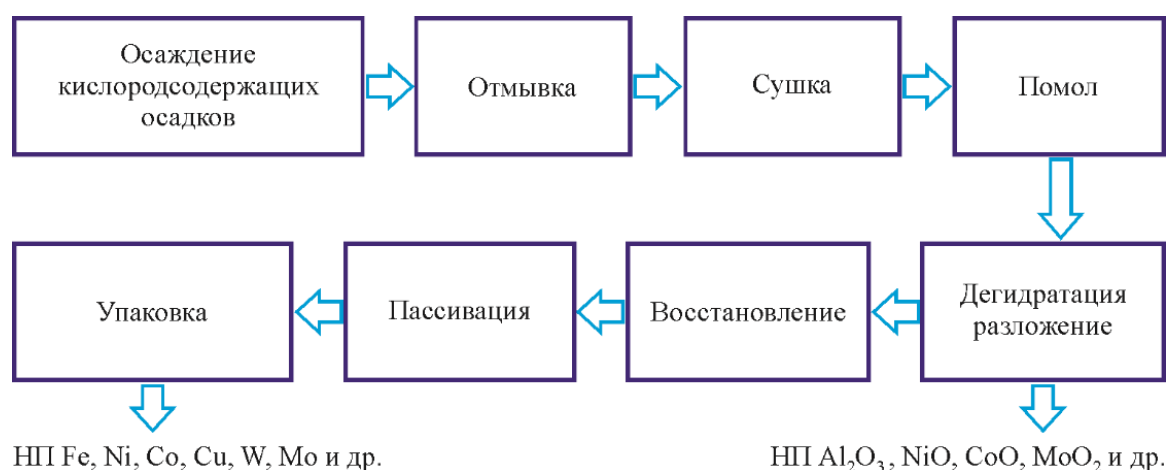 Осаждение
кислородсодержащих
осадков
Отмывка
Сушка
Помол
Дегидратация
разложение
Восстановление
Пассивация
Упаковка
НП Fe, Ni, Co, Cu, W, Mo и др.
НП Al₂O₃, NiO, CoO, MoO₂ и др.